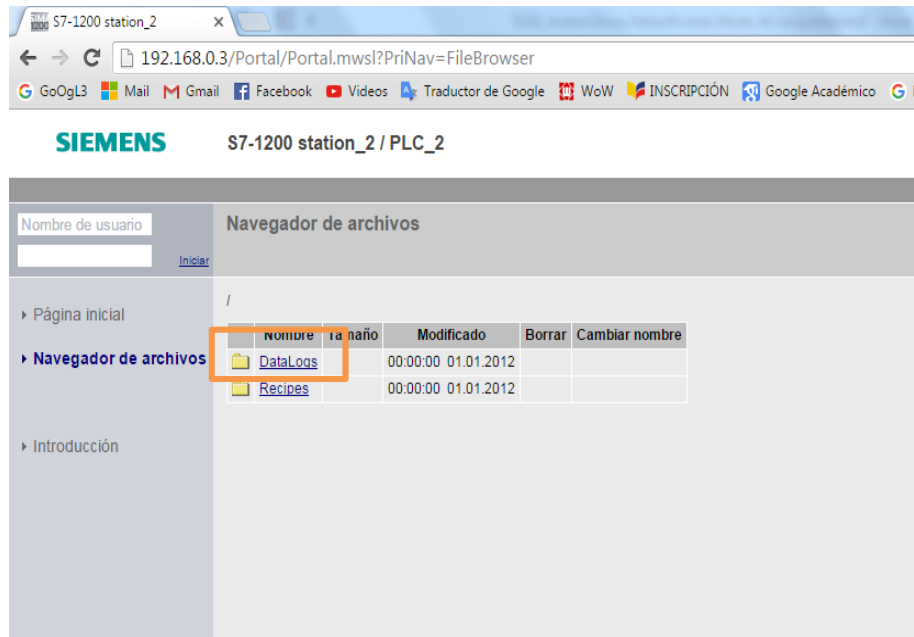 S7-1200 station_2
192.168.0.3/Portal/Portal.mwsl?PriNav=FileBrowser
GoOgL3 Mail Gmail Facebook Videos Traductor de Google WoW INSCRIPCIÓN Google Académico
SIEMENS S7-1200 station_2 / PLC_2
Nombre de usuario
Iniciar
Navegador de archivos
Página inicial
Navegador de archivos
Introducción
/
Nombre Tamaño Modificado Borrar Cambiar nombre
DataLogs 00:00:00 01.01.2012
Recipes 00:00:00 01.01.2012